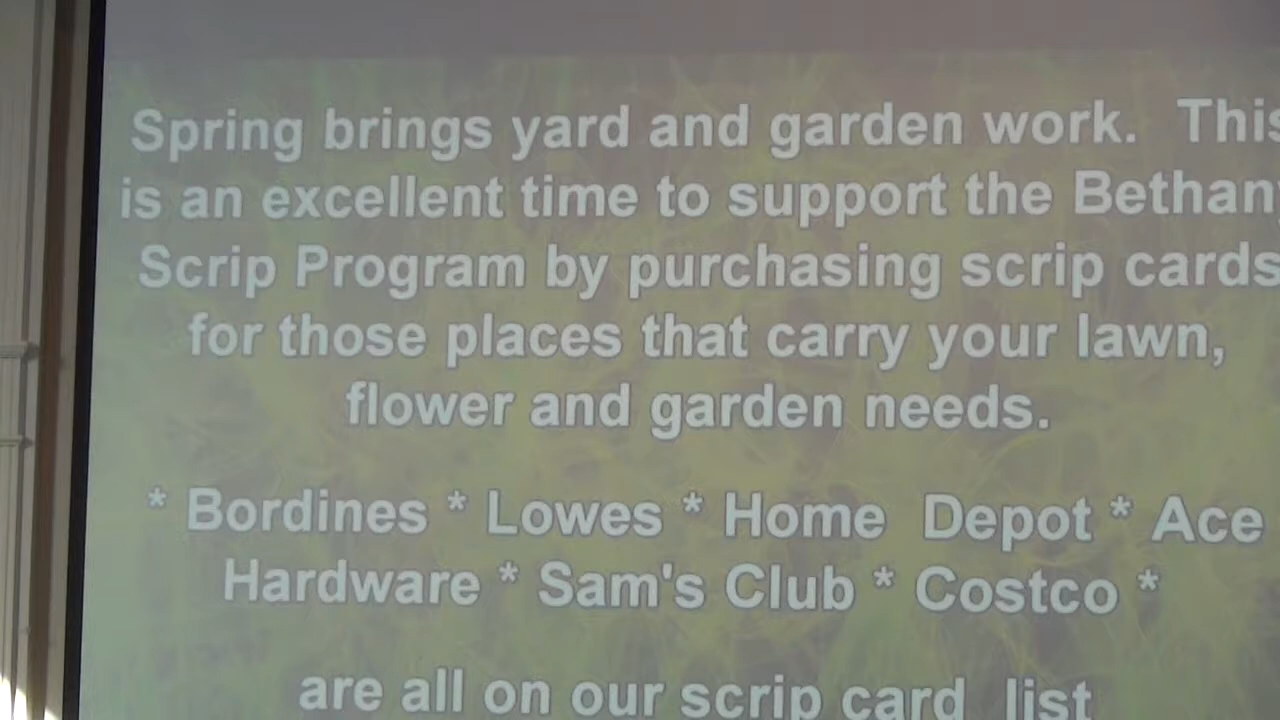 Spring brings yard and garden work. This
is an excellent time to support the Bethany
Scrip Program by purchasing scrip cards
for those places that carry your lawn,
flower and garden needs.
* Bordines * Lowes * Home Depot * Ace
Hardware * Sam's Club * Costco *
are all on our scrip card list